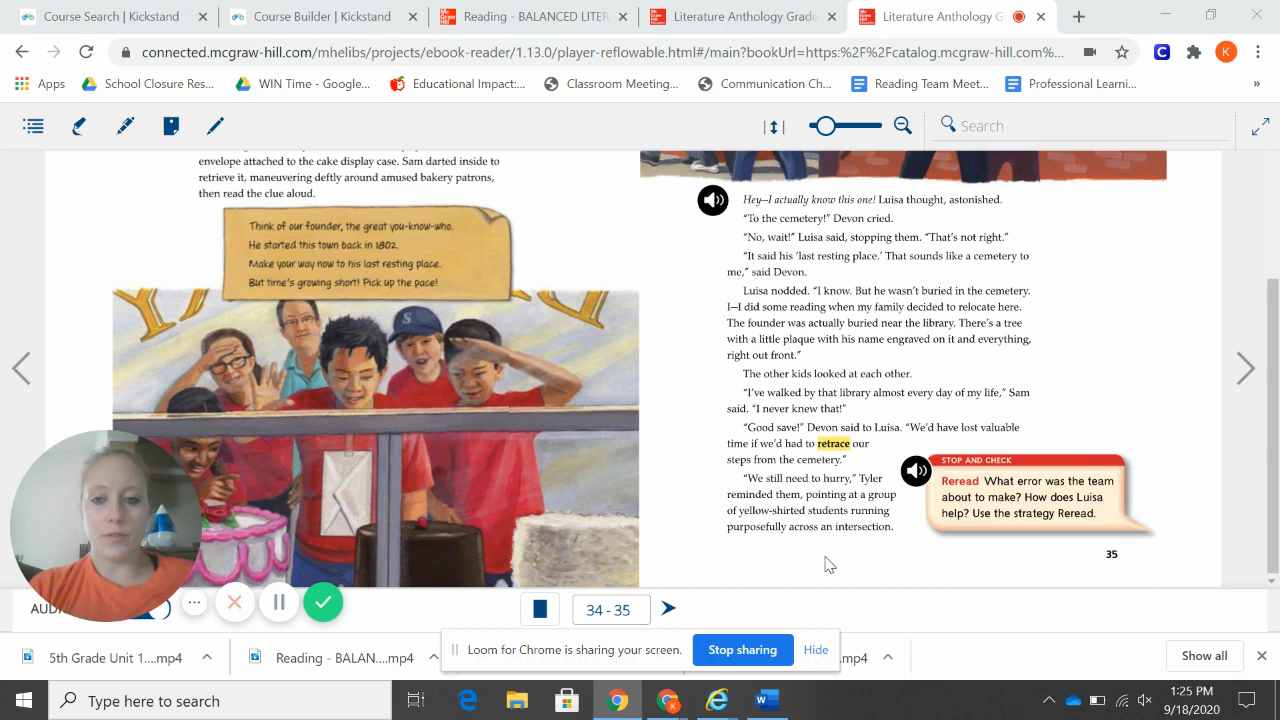 Course Search | Kickstand
Course Builder | Kickstand
Reading - BALANCED LITER
Literature Anthology Grade
Literature Anthology G
connected.mcgraw-hill.com/mhelibs/projects/ebook-reader/1.13.0/player-reflowable.html#/main?bookUrl=https:%2F%2Fcatalog.mcgraw-hill.com%...
Apps
School Closure Res...
WIN Time - Google...
Educational Impact:...
Classroom Meeting...
Communication Ch...
Reading Team Meet...
Professional Learni...
»
Search
envelope attached to the cake display case. Sam darted inside to
retrieve it, maneuvering deftly around amused bakery patrons,
then read the clue aloud.
Think of our founder, the great you-know-who.
He started this town back in 1802.
Make your way now to his last resting place.
But time's growing short! Pick up the pace!
S
Hey—I actually know this one! Luisa thought, astonished.
“To the cemetery!” Devon cried.
“No, wait!” Luisa said, stopping them. “That’s not right.”
“It said his ‘last resting place.’ That sounds like a cemetery to
me,” said Devon.
Luisa nodded. “I know. But he wasn’t buried in the cemetery.
I—I did some reading when my family decided to relocate here.
The founder was actually buried near the library. There’s a tree
with a little plaque with his name engraved on it and everything,
right out front.”
The other kids looked at each other.
“I’ve walked by that library almost every day of my life,” Sam
said. “I never knew that!”
“Good save!” Devon said to Luisa. “We’d have lost valuable
time if we’d had to retrace our
steps from the cemetery.”
“We still need to hurry,” Tyler
reminded them, pointing at a group
of yellow-shirted students running
purposefully across an intersection.
STOP AND CHECK
Reread What error was the team
about to make? How does Luisa
help? Use the strategy Reread.
35
AUD
34 - 35
Loom for Chrome is sharing your screen.
Stop sharing
Hide
5th Grade Unit 1....mp4
Reading - BALAN....mp4
mp4
Show all
Type here to search
1:25 PM
9/18/2020